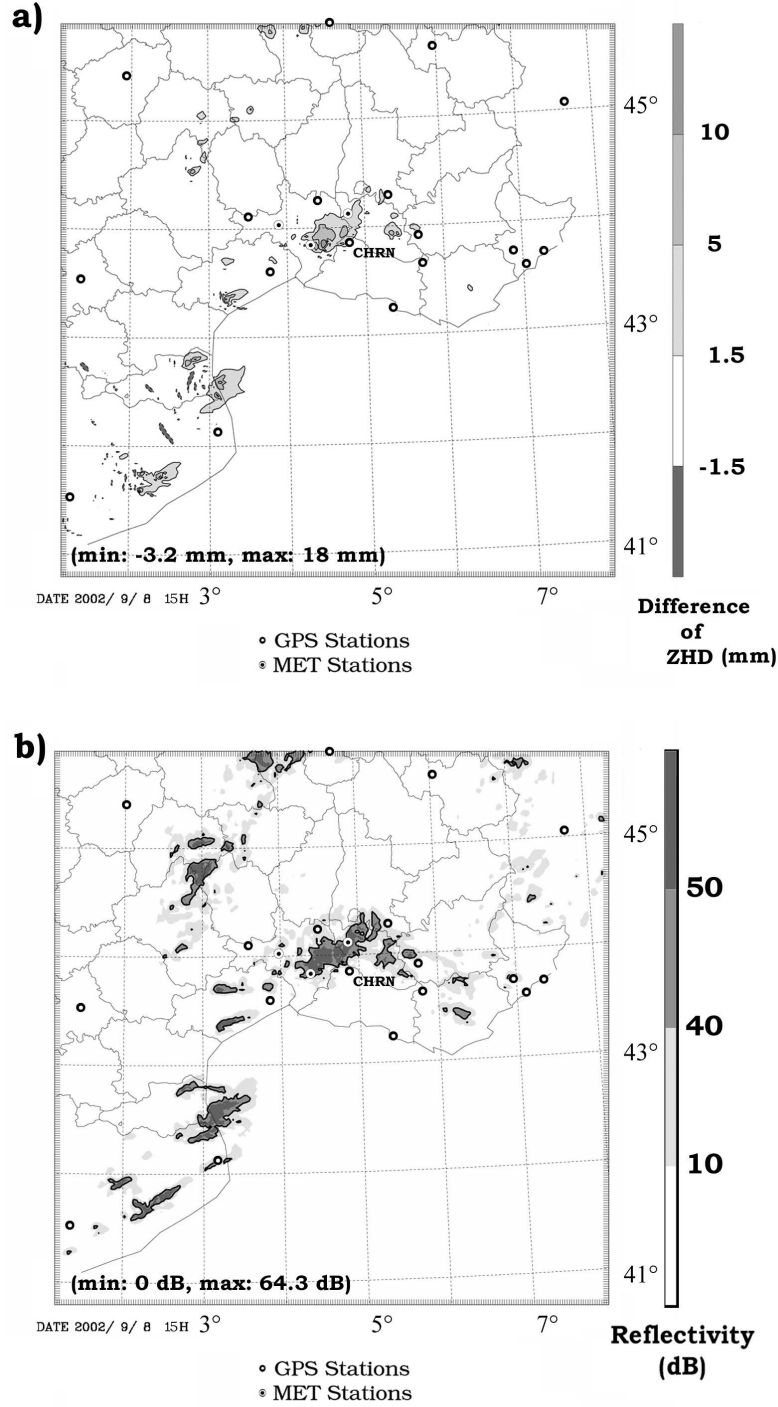 a)
45°
10
5
CHRN
43°
1.5
-1.5
41°
(min: -3.2 mm, max: 18 mm)
DATE 2002/ 9/ 8 15H 3° 5° 7°
Difference
of
ZHD (mm)
GPS Stations
MET Stations
b)
45°
50
CHRN
40
43°
10
41°
(min: 0 dB, max: 64.3 dB)
DATE 2002/ 9/ 8 15H 3° 5° 7°
Reflectivity
(dB)
GPS Stations
MET Stations